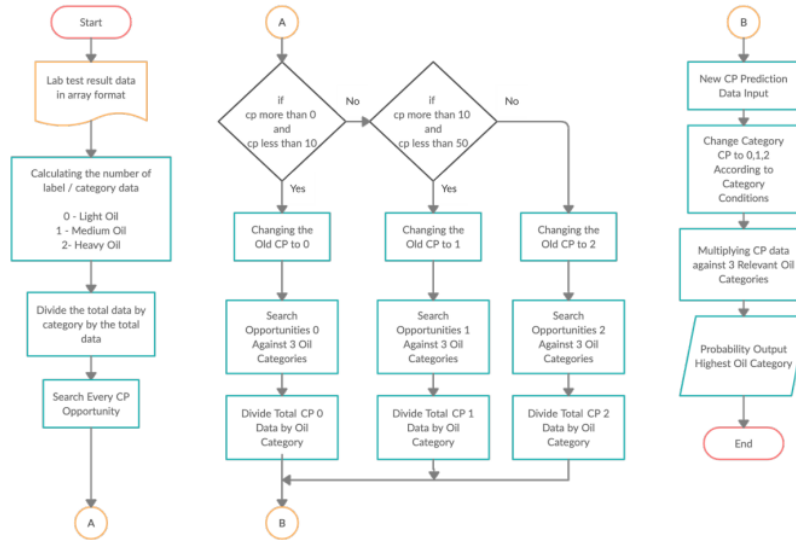 Start
Lab test result data
in array format
Calculating the number of
label / category data
0 - Light Oil
1 - Medium Oil
2- Heavy Oil
Divide the total data by
category by the total
data
Search Every CP
Opportunity
A
A
if
cp more than 0
and
cp less than 10
No
Yes
if
cp more than 10
and
cp less than 50
No
Yes
Changing the
Old CP to 0
Changing the
Old CP to 1
Changing the
Old CP to 2
Search
Opportunities 0
Against 3 Oil
Categories
Search
Opportunities 1
Against 3 Oil
Categories
Search
Opportunities 2
Against 3 Oil
Categories
Divide Total CP 0
Data by Oil
Category
Divide Total CP 1
Data by Oil
Category
Divide Total CP 2
Data by Oil
Category
B
B
New CP Prediction
Data Input
Change Category
CP to 0,1,2
According to
Category
Conditions
Multiplying CP data
against 3 Relevant Oil
Categories
Probability Output
Highest Oil Category
End